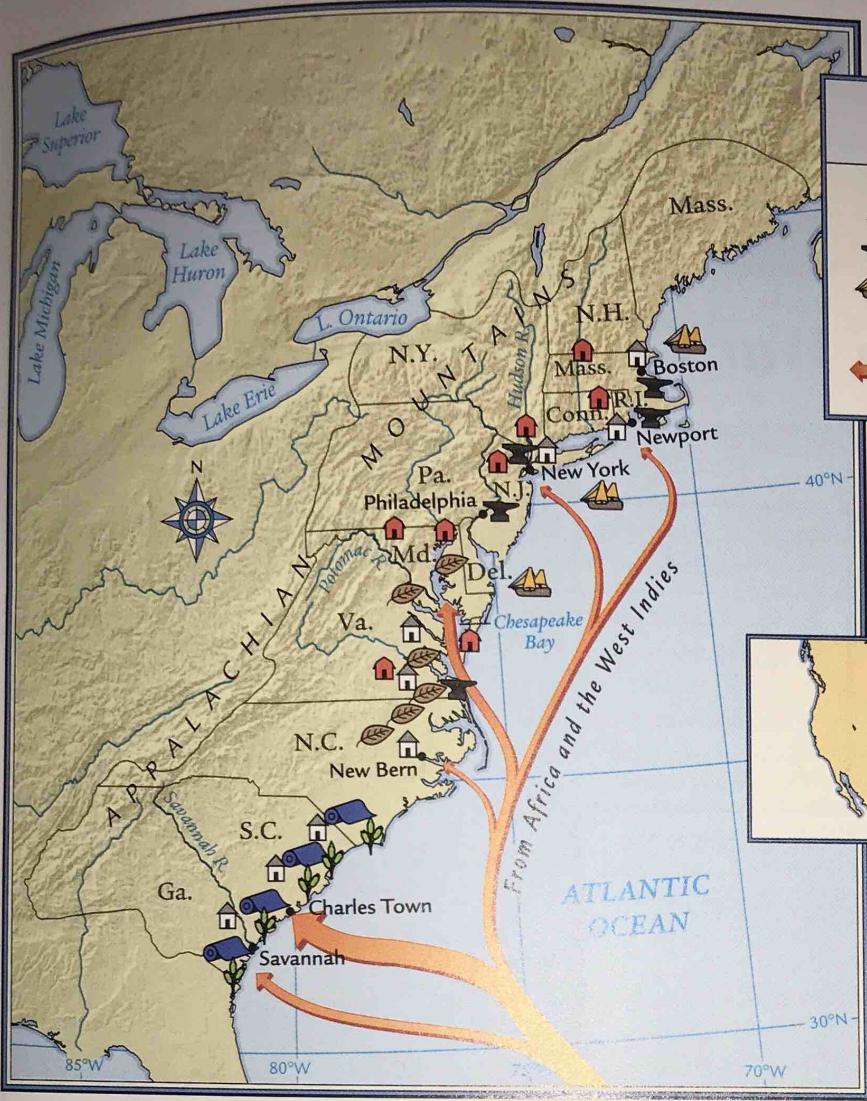 Lake
Superior
Lake Michigan
Lake
Huron
L. Ontario
Lake Erie
Mass.
N.H.
N.Y.
Hudson R.
Mass.
Boston
Conn.
R.I.
Newport
New York
40°N
Pa.
N.J.
Philadelphia
N
Md.
Del.
Potomac R.
Chesapeake
Bay
Va.
APPALACHIAN MOUNTAINS
From Africa and the West Indies
N.C.
New Bern
S.C.
Savannah R.
Ga.
Charles Town
ATLANTIC
OCEAN
Savannah
30°N
85°W
80°W
75°
70°W